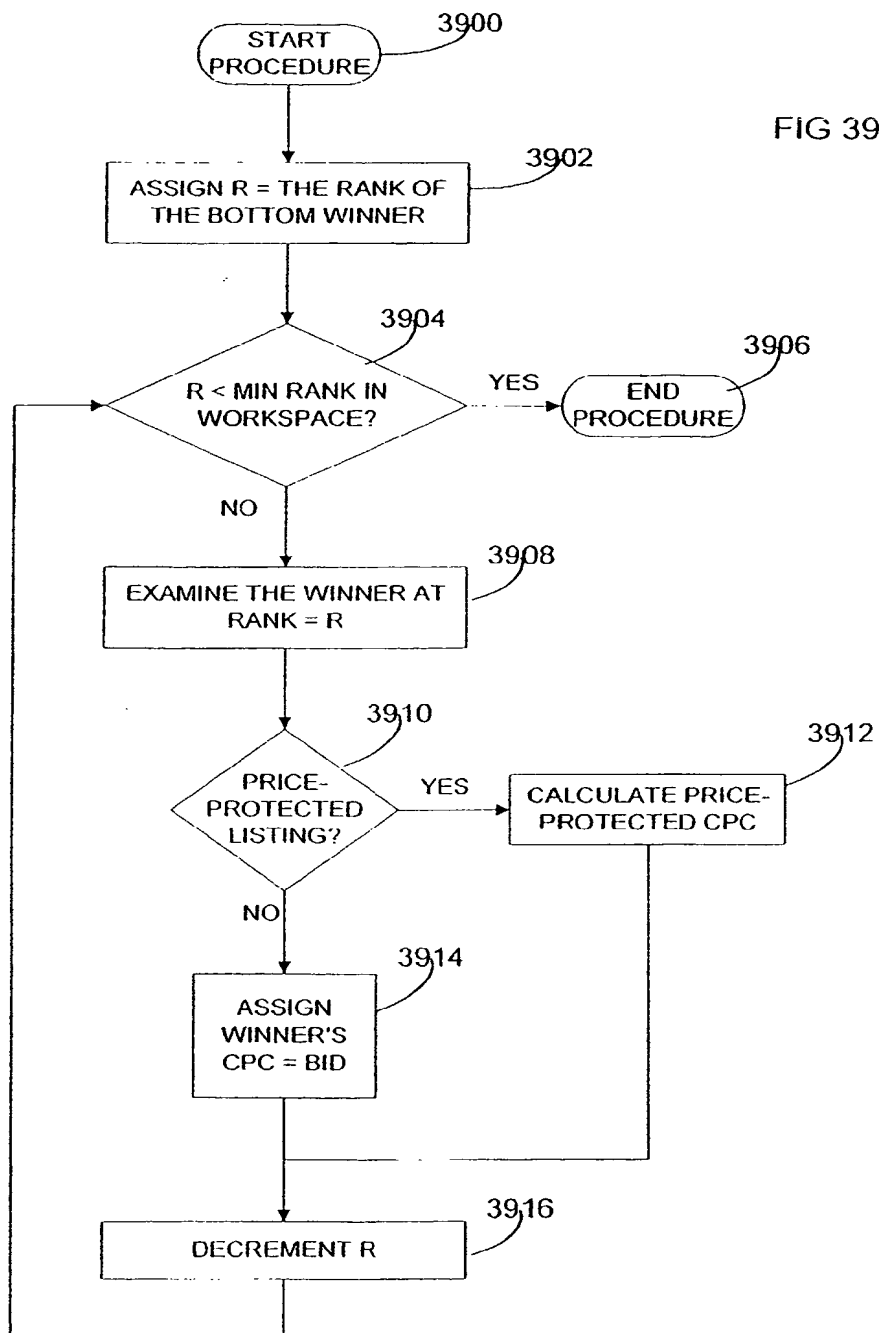 3900
START
PROCEDURE
FIG 39
3902
ASSIGN R = THE RANK OF
THE BOTTOM WINNER
3904
R < MIN RANK IN
WORKSPACE?
YES
3906
END
PROCEDURE
NO
3908
EXAMINE THE WINNER AT
RANK = R
3910
PRICE-
PROTECTED
LISTING?
YES
3912
CALCULATE PRICE-
PROTECTED CPC
NO
3914
ASSIGN
WINNER'S
CPC = BID
3916
DECREMENT R